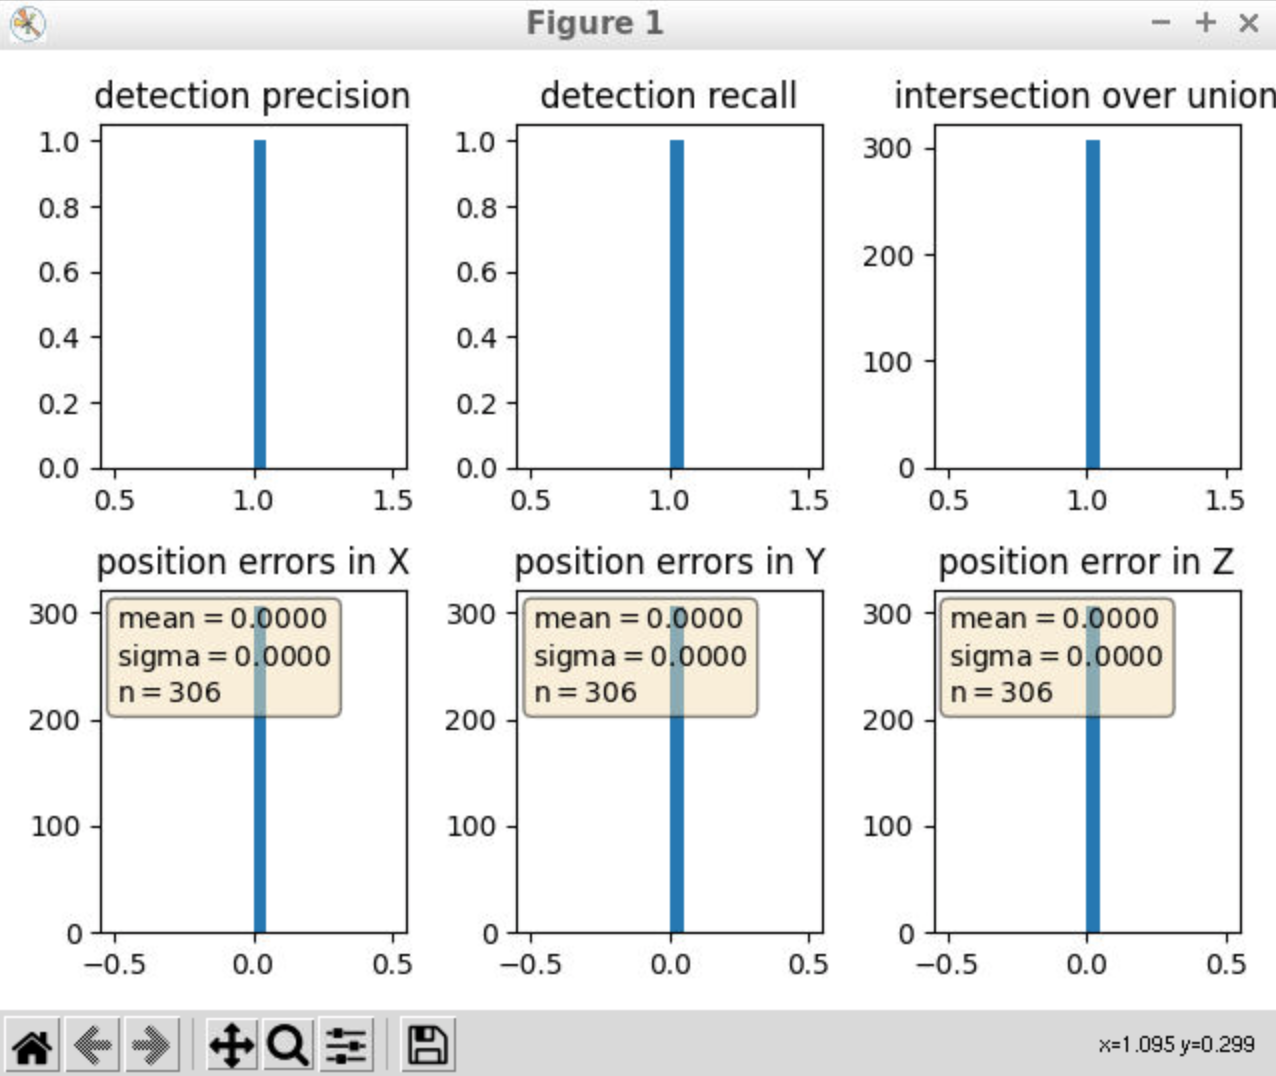 Figure 1
detection precision
1.0
0.8
0.6
0.4
0.2
0.0
0.5 1.0 1.5
detection recall
1.0
0.8
0.6
0.4
0.2
0.0
0.5 1.0 1.5
intersection over union
300
200
100
0
0.5 1.0 1.5
position errors in X
300
200
100
0
mean = 0.0000
sigma = 0.0000
n = 306
−0.5 0.0 0.5
position errors in Y
300
200
100
0
mean = 0.0000
sigma = 0.0000
n = 306
−0.5 0.0 0.5
position error in Z
300
200
100
0
mean = 0.0000
sigma = 0.0000
n = 306
−0.5 0.0 0.5
x=1.095 y=0.299